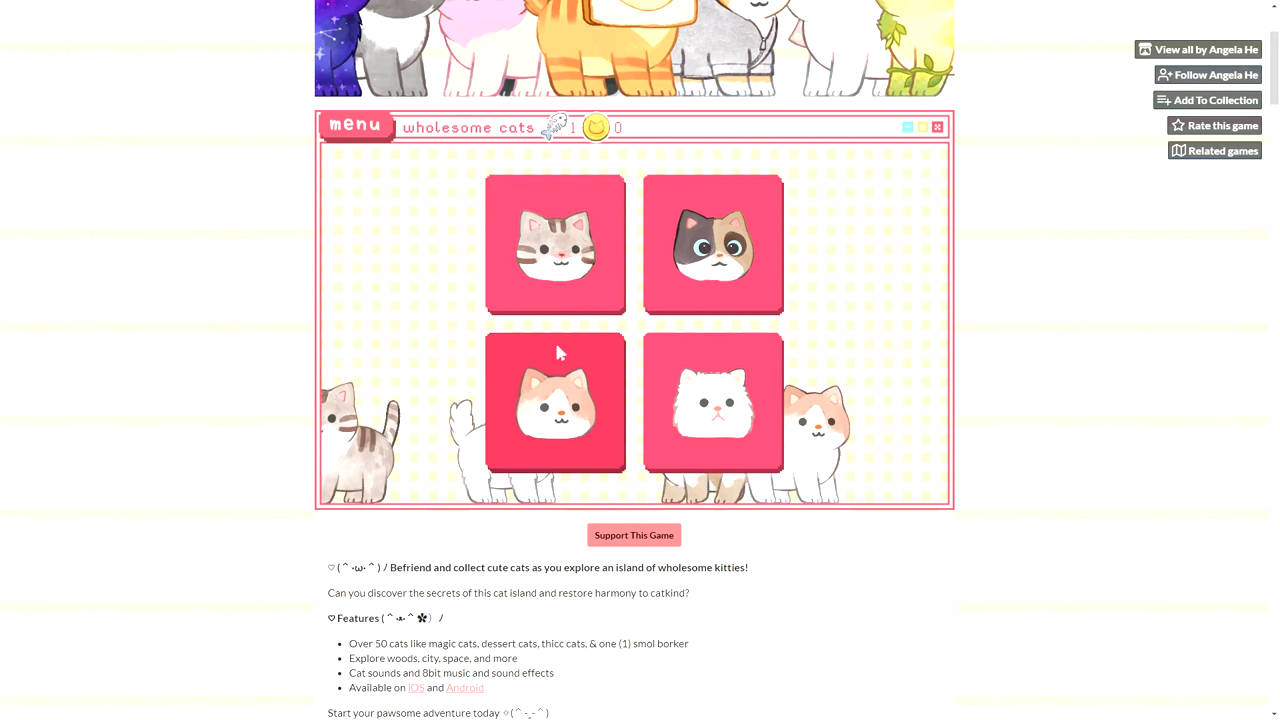 View all by Angela He
Follow Angela He
Add To Collection
Rate this game
Related games
menu wholesome cats 1 0
Support This Game
♡ ( ^ ·ω· ^ ) / Befriend and collect cute cats as you explore an island of wholesome kitties!
Can you discover the secrets of this cat island and restore harmony to catkind?
♡ Features ( ^ ·ᴥ· ^ ✿ ) /
• Over 50 cats like magic cats, dessert cats, thicc cats, & one (1) smol borker
• Explore woods, city, space, and more
• Cat sounds and 8bit music and sound effects
• Available on iOS and Android
Start your pawsome adventure today ✧( ^ -_- ^ )